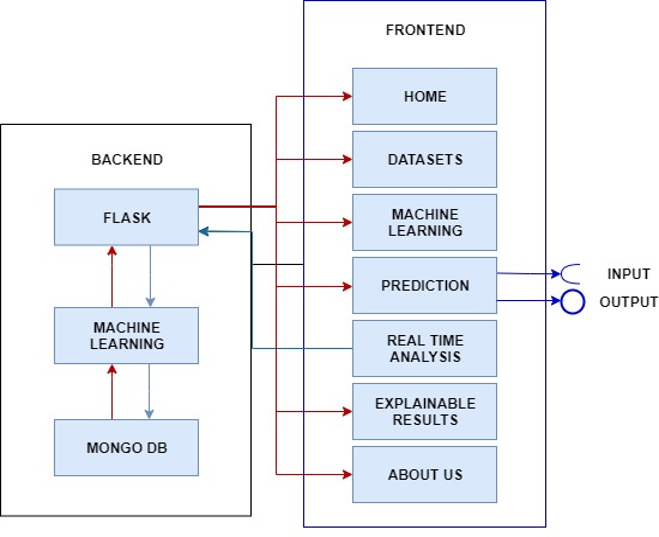 FRONTEND
HOME
DATASETS
MACHINE
LEARNING
PREDICTION
REAL TIME
ANALYSIS
EXPLAINABLE
RESULTS
ABOUT US
BACKEND
FLASK
MACHINE
LEARNING
MONGO DB
INPUT
OUTPUT